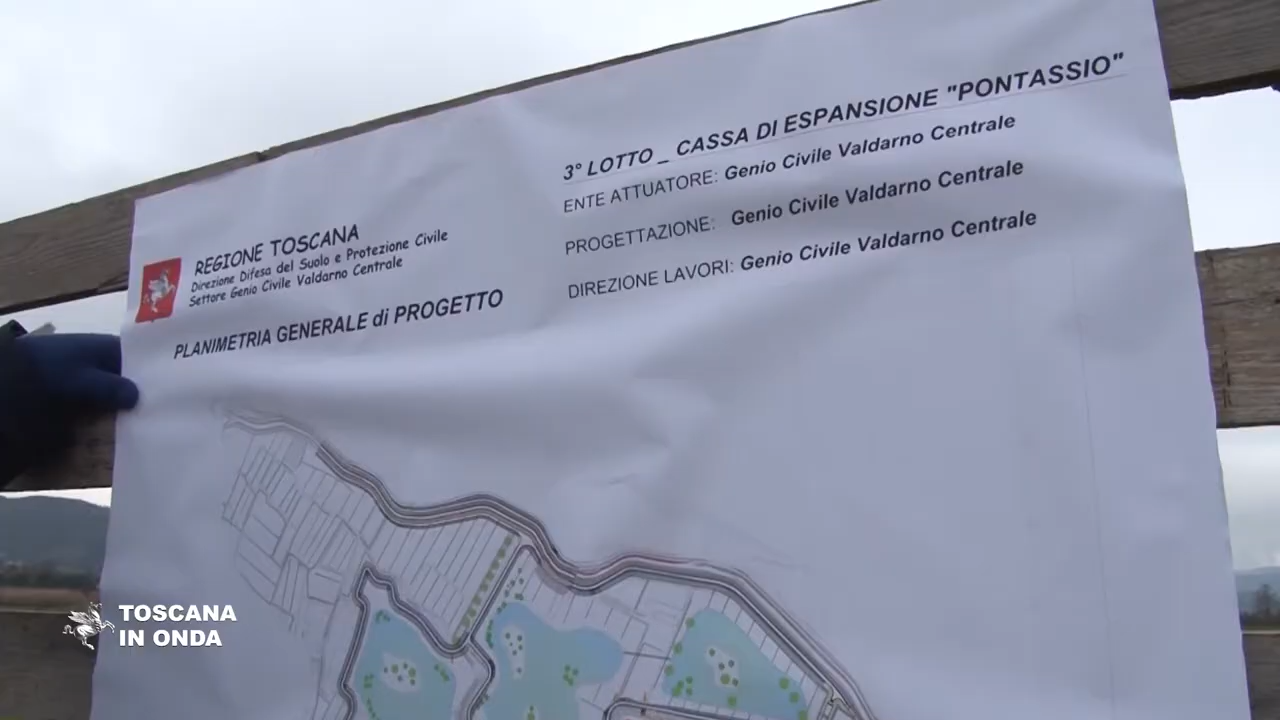 3° LOTTO _ CASSA DI ESPANSIONE "PONTASSIO"
ENTE ATTUATORE: Genio Civile Valdarno Centrale
PROGETTAZIONE: Genio Civile Valdarno Centrale
DIREZIONE LAVORI: Genio Civile Valdarno Centrale
REGIONE TOSCANA
Direzione Difesa del Suolo e Protezione Civile
Settore Genio Civile Valdarno Centrale
PLANIMETRIA GENERALE di PROGETTO
TOSCANA
IN ONDA